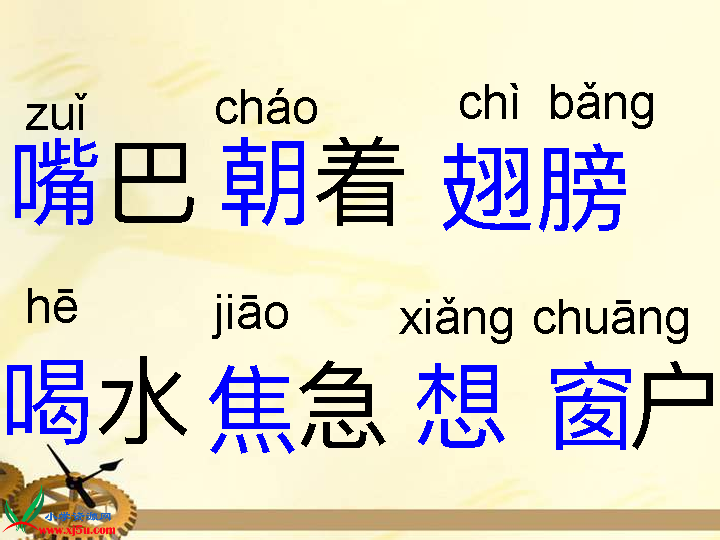 zuǐ cháo chì bǎng
嘴巴 朝着 翅膀
hē jiāo xiǎng chuāng
喝水 焦急 想 窗户
小学资源网
www.xj5u.com